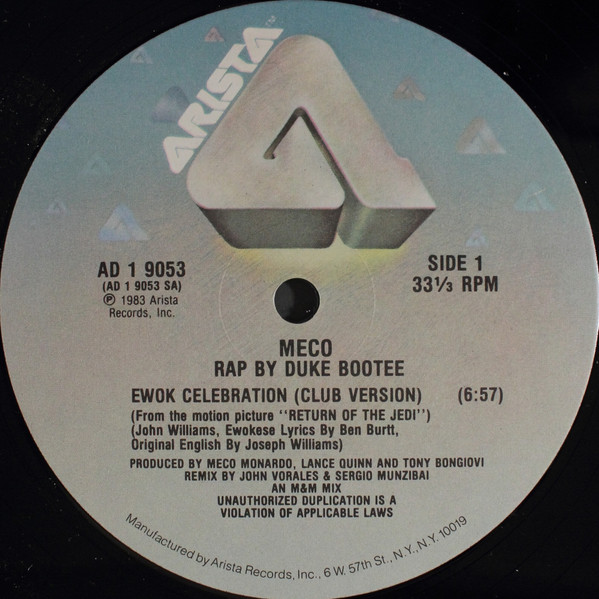 ARISTA™
AD 1 9053
(AD 1 9053 SA)
℗ 1983 Arista
Records, Inc.
SIDE 1
33⅓ RPM
MECO
RAP BY DUKE BOOTEE
EWOK CELEBRATION (CLUB VERSION) (6:57)
(From the motion picture "RETURN OF THE JEDI")
(John Williams, Ewokese Lyrics By Ben Burtt,
Original English By Joseph Williams)
PRODUCED BY MECO MONARDO, LANCE QUINN AND TONY BONGIOVI
REMIX BY JOHN VORALES & SERGIO MUNZIBAI
AN M&M MIX
UNAUTHORIZED DUPLICATION IS A
VIOLATION OF APPLICABLE LAWS
Manufactured by Arista Records, Inc., 6 W. 57th St., N.Y., N.Y. 10019